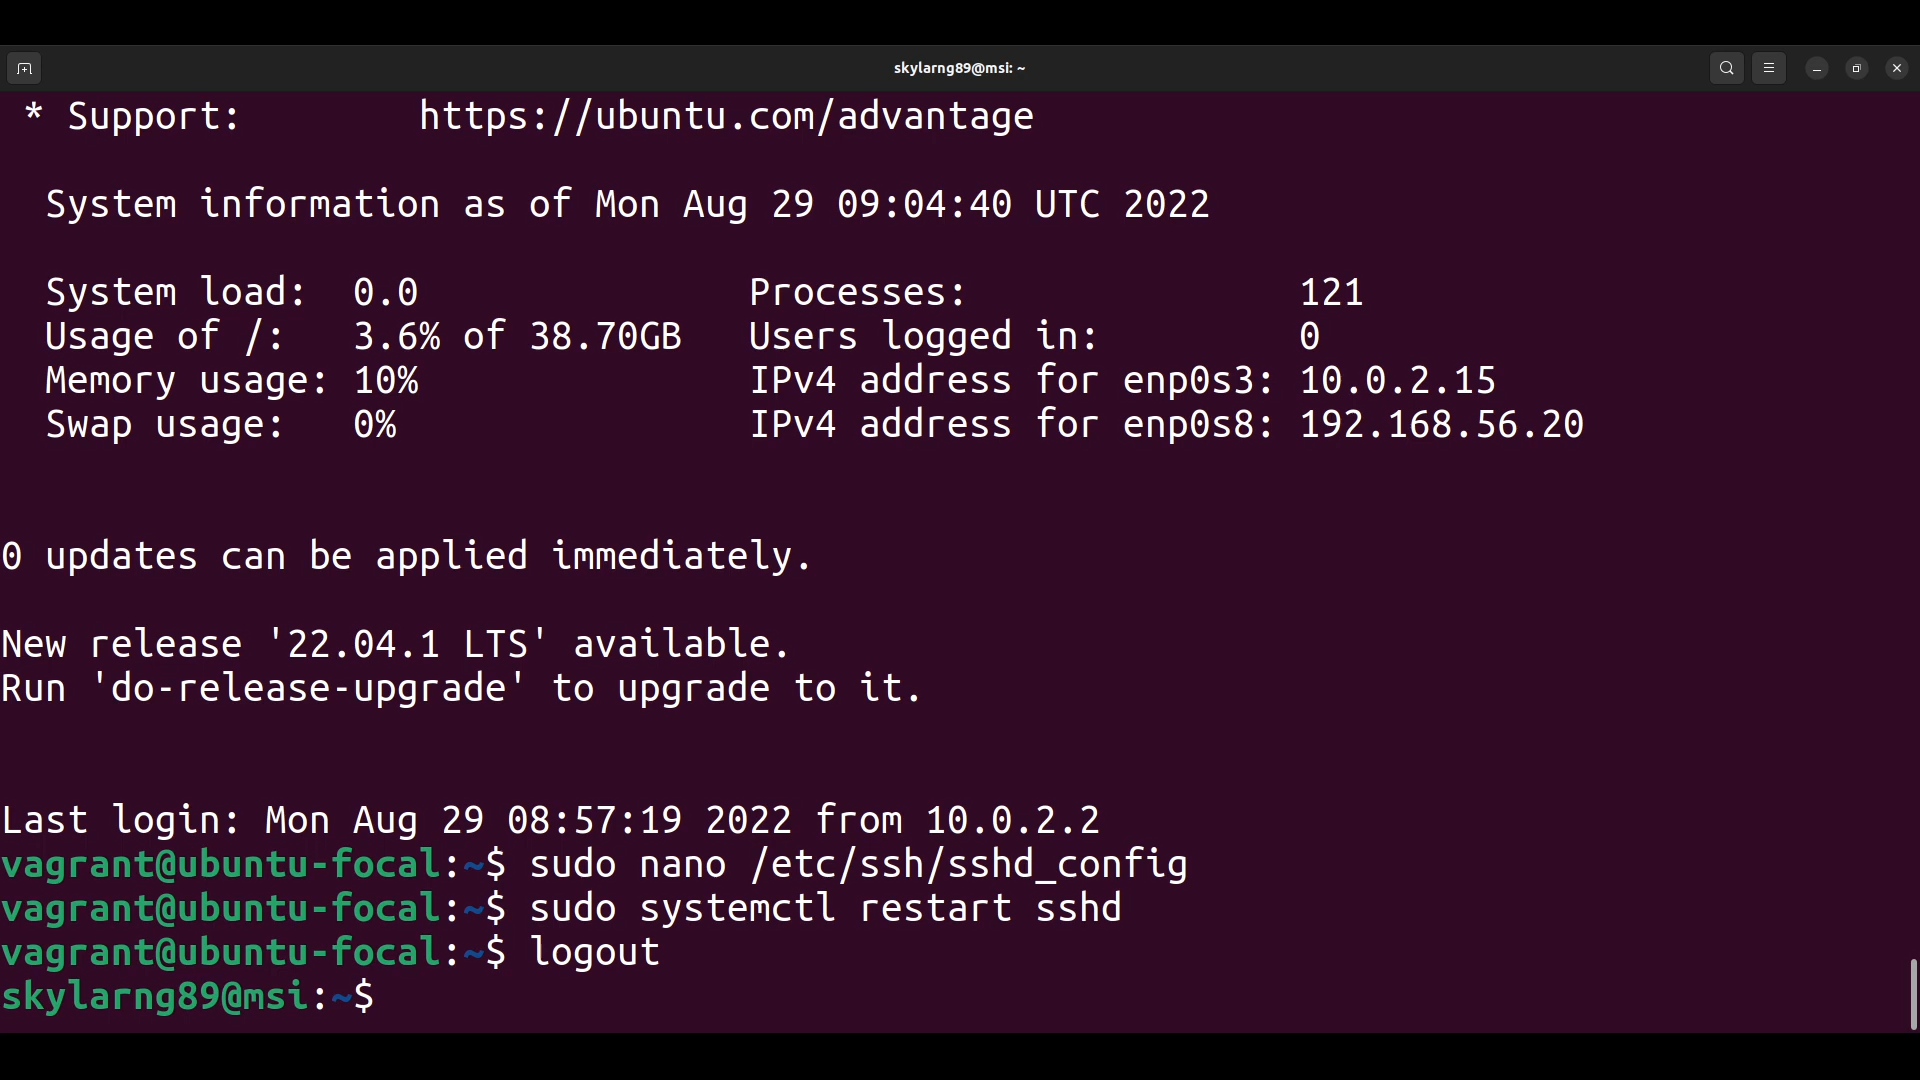 skylarng89@msi: ~
* Support:        https://ubuntu.com/advantage
System information as of Mon Aug 29 09:04:40 UTC 2022
System load:  0.0               Processes:               121
Usage of /:   3.6% of 38.70GB   Users logged in:         0
Memory usage: 10%               IPv4 address for enp0s3: 10.0.2.15
Swap usage:   0%                IPv4 address for enp0s8: 192.168.56.20
0 updates can be applied immediately.
New release '22.04.1 LTS' available.
Run 'do-release-upgrade' to upgrade to it.
Last login: Mon Aug 29 08:57:19 2022 from 10.0.2.2
vagrant@ubuntu-focal:~$ sudo nano /etc/ssh/sshd_config
vagrant@ubuntu-focal:~$ sudo systemctl restart sshd
vagrant@ubuntu-focal:~$ logout
skylarng89@msi:~$